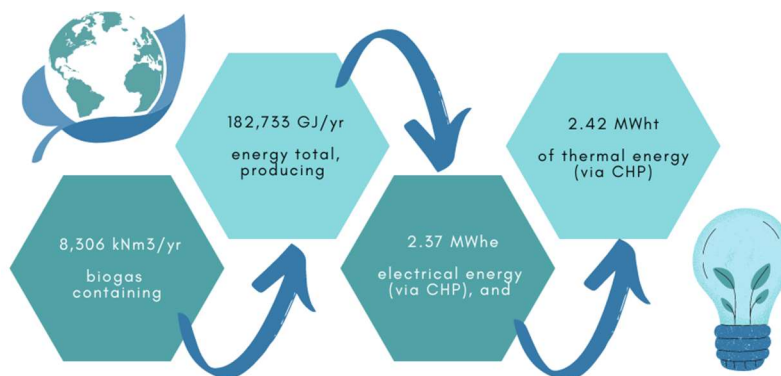 8,306 kNm3/yr
biogas
containing
182,733 GJ/yr
energy total,
producing
2.37 MWhe
electrical energy
(via CHP), and
2.42 MWht
of thermal energy
(via CHP)